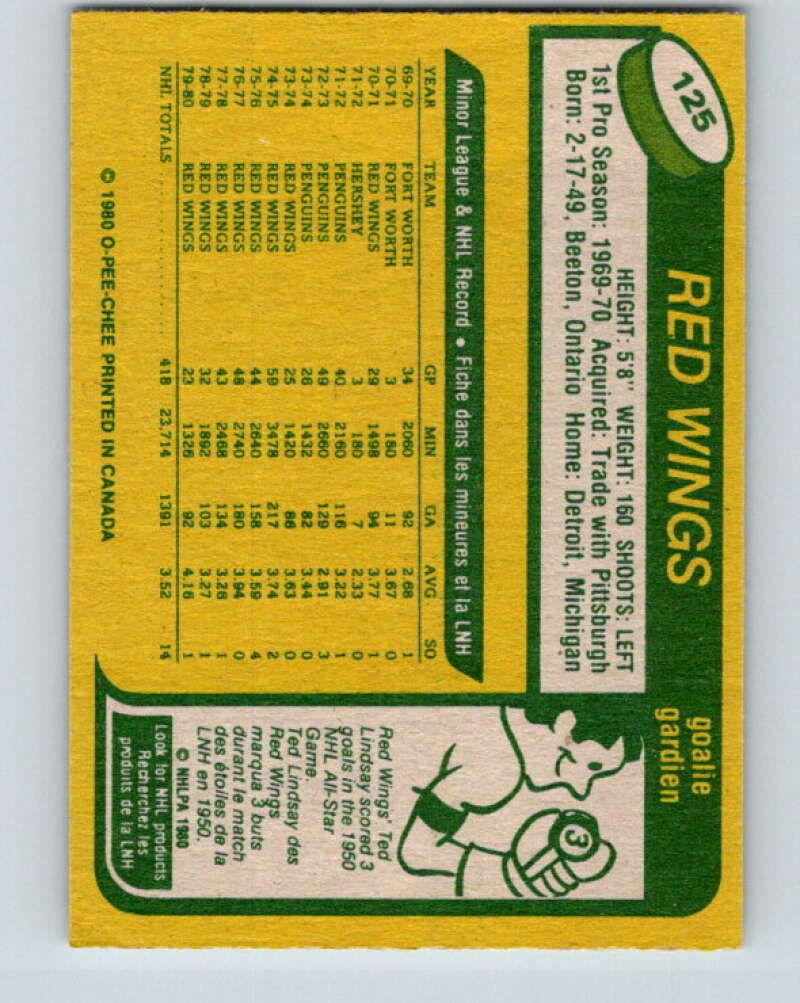 125
RED WINGS
goalie
gardien
HEIGHT: 5'8" WEIGHT: 160 SHOOTS: LEFT
1st Pro Season: 1969-70 Acquired: Trade with Pittsburgh
Born: 2-17-49, Beeton, Ontario Home: Detroit, Michigan
Minor League & NHL Record • Fiche dans les mineures et la LNH
YEAR TEAM GP MIN GA AVG. SO
69-70 FORT WORTH 34 2060 92 2.68 1
70-71 FORT WORTH 3 180 11 3.67 0
70-71 RED WINGS 29 1498 94 3.77 1
71-72 HERSHEY 3 180 7 2.33 0
71-72 PENGUINS 40 2160 116 3.22 1
72-73 PENGUINS 49 2660 129 2.91 3
73-74 PENGUINS 26 1432 82 3.44 0
73-74 RED WINGS 25 1420 86 3.63 0
74-75 RED WINGS 59 3478 217 3.74 2
75-76 RED WINGS 44 2640 158 3.59 4
76-77 RED WINGS 48 2740 180 3.94 0
77-78 RED WINGS 43 2468 134 3.26 1
78-79 RED WINGS 32 1892 103 3.27 1
79-80 RED WINGS 23 1326 92 4.16 1
NHL TOTALS 418 23,714 1391 3.52 14
© 1980 O-PEE-CHEE PRINTED IN CANADA
3
Red Wings' Ted
Lindsay scored 3
goals in the 1950
NHL All-Star
Game.
Ted Lindsay des
Red Wings
marqua 3 buts
durant le match
des étoiles de la
LNH en 1950.
© NHLPA 1980
Look for NHL products
Recherchez les
produits de la LNH